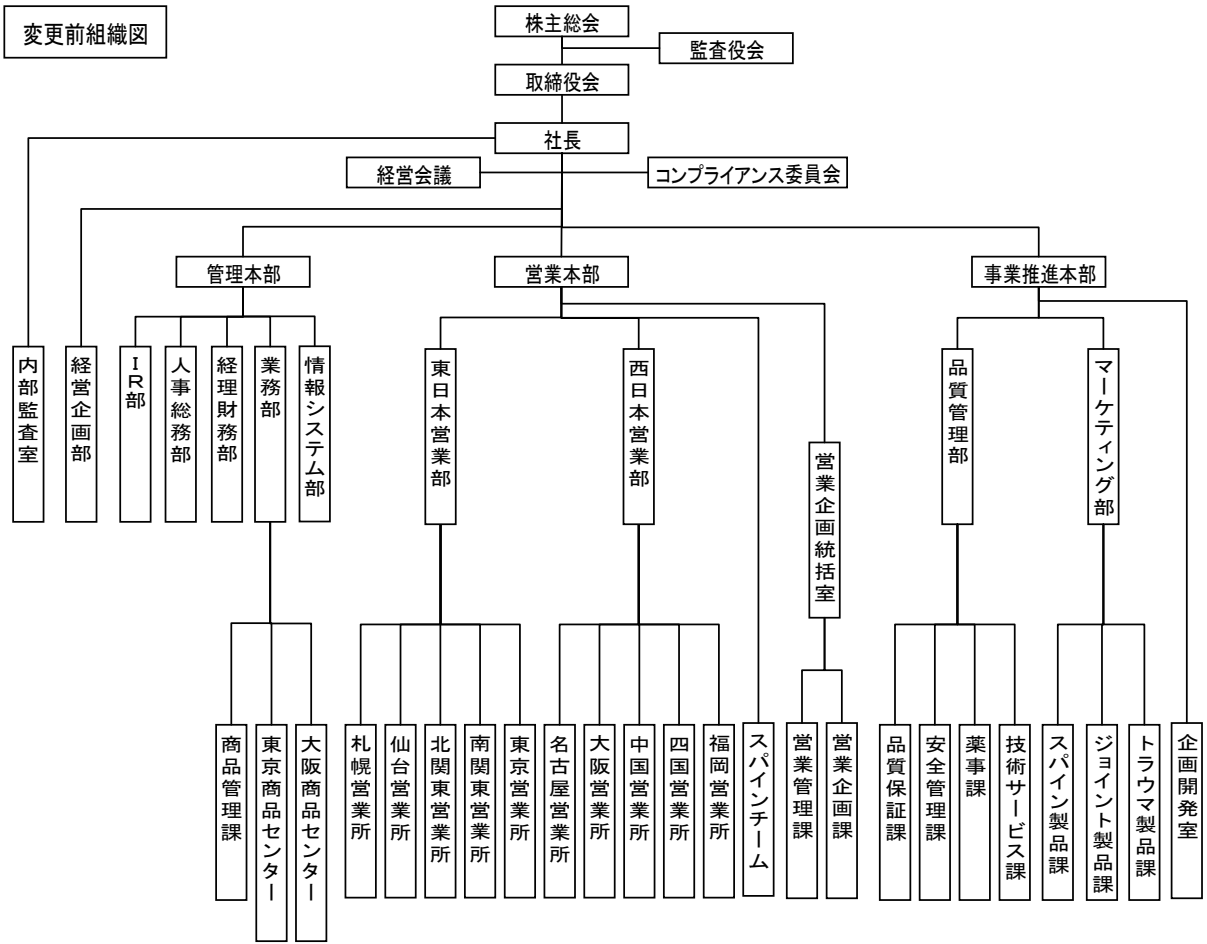 変更前組織図
株主総会
監査役会
取締役会
社長
経営会議
コンプライアンス委員会
管理本部
営業本部
事業推進本部
内部監査室
経営企画部
IR部
人事総務部
経理財務部
業務部
情報システム部
東日本営業部
西日本営業部
営業企画統括室
品質管理部
マーケティング部
商品管理課
東京商品センター
大阪商品センター
札幌営業所
仙台営業所
北関東営業所
南関東営業所
東京営業所
名古屋営業所
大阪営業所
中国営業所
四国営業所
福岡営業所
スパインチーム
営業管理課
営業企画課
品質保証課
安全管理課
薬事課
技術サービス課
スパイン製品課
ジョイント製品課
トラウマ製品課
企画開発室